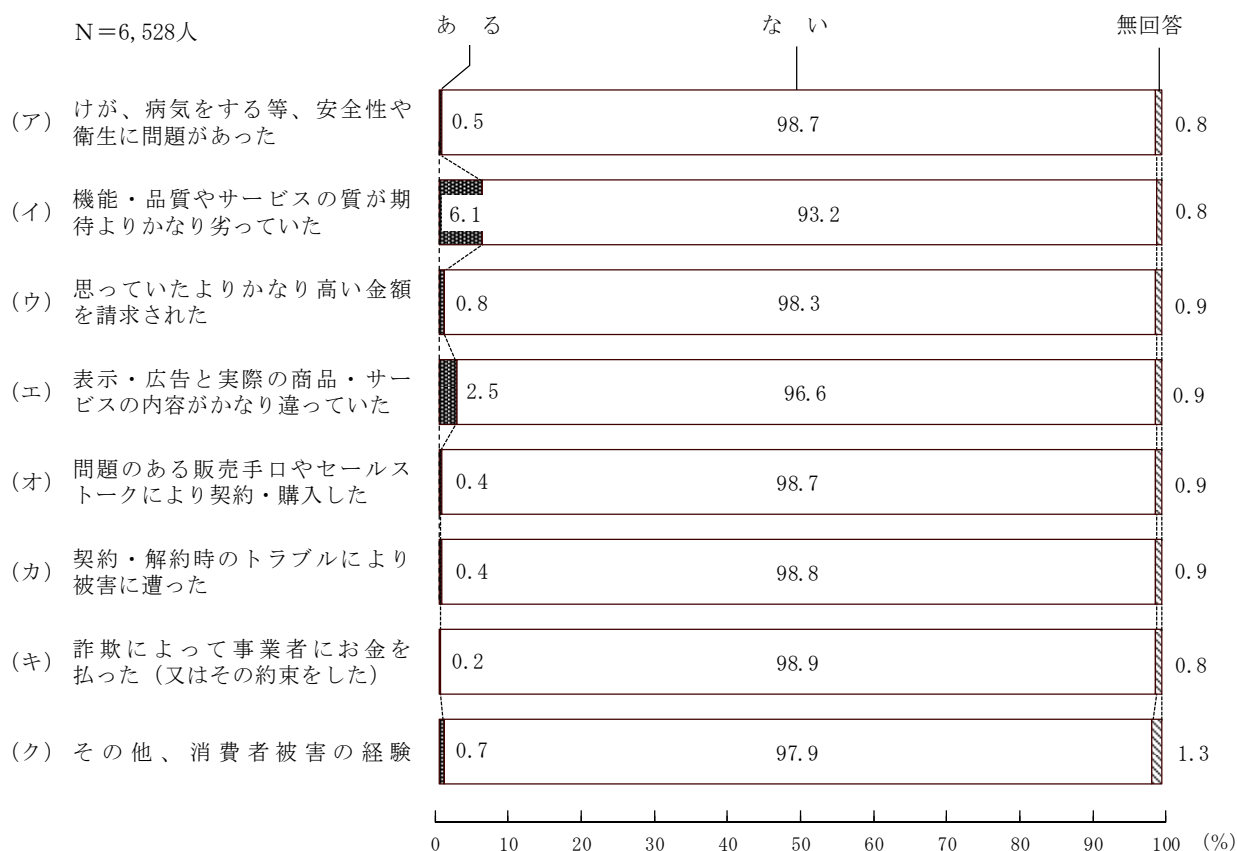 N＝6,528人
ある ない 無回答
(ア) けが、病気をする等、安全性や
衛生に問題があった
0.5 98.7 0.8
(イ) 機能・品質やサービスの質が期
待よりかなり劣っていた
6.1 93.2 0.8
(ウ) 思っていたよりかなり高い金額
を請求された
0.8 98.3 0.9
(エ) 表示・広告と実際の商品・サー
ビスの内容がかなり違っていた
2.5 96.6 0.9
(オ) 問題のある販売手口やセールス
トークにより契約・購入した
0.4 98.7 0.9
(カ) 契約・解約時のトラブルにより
被害に遭った
0.4 98.8 0.9
(キ) 詐欺によって事業者にお金を
払った（又はその約束をした）
0.2 98.9 0.8
(ク) その他、消費者被害の経験
0.7 97.9 1.3
0 10 20 30 40 50 60 70 80 90 100 (%)